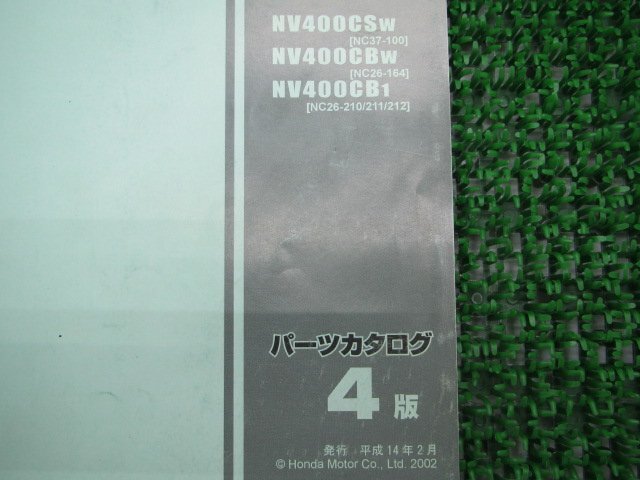 NV400CSW
[NC37-100]
NV400CBW
[NC26-164]
NV400CB1
[NC26-210/211/212]
パーツカタログ
4版
発行 平成14年2月
© Honda Motor Co., Ltd. 2002